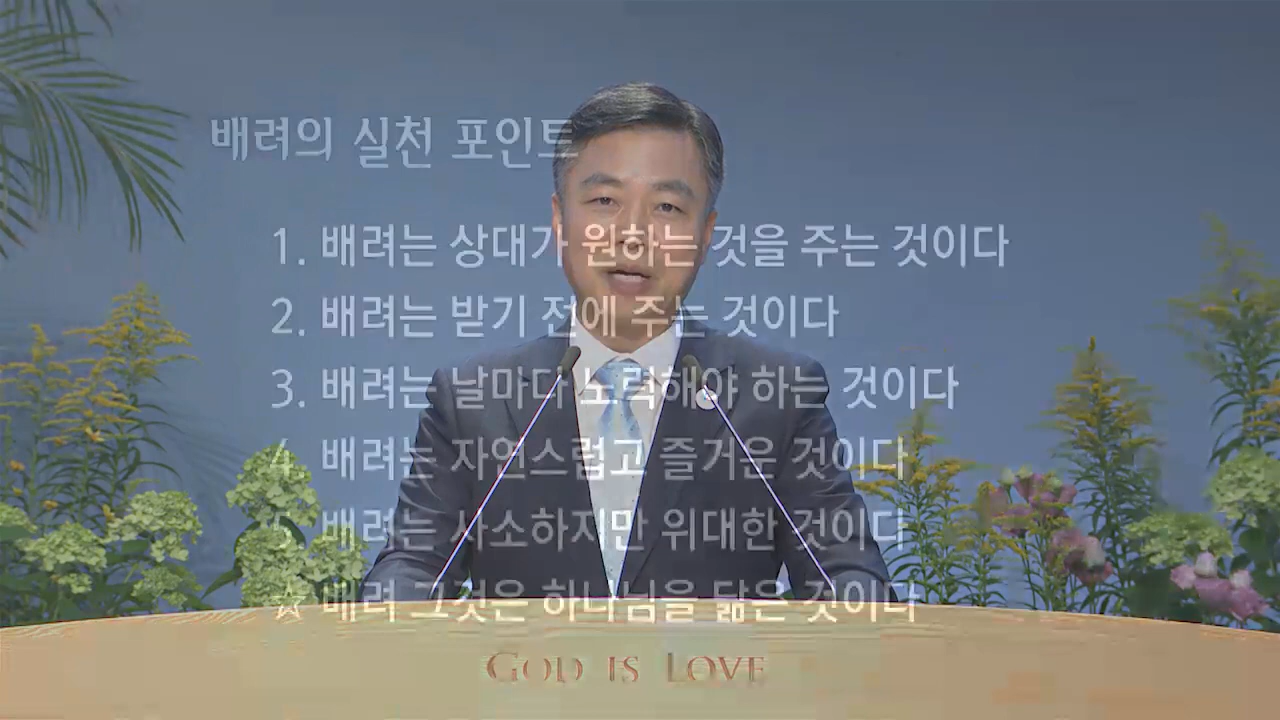 배려의 실천 포인트
1. 배려는 상대가 원하는 것을 주는 것이다
2. 배려는 받기 전에 주는 것이다
3. 배려는 날마다 노력해야 하는 것이다
4. 배려는 자연스럽고 즐거운 것이다
5. 배려는 사소하지만 위대한 것이다
☆ 배려 그것은 하나님을 닮은 것이다
GOD IS LOVE